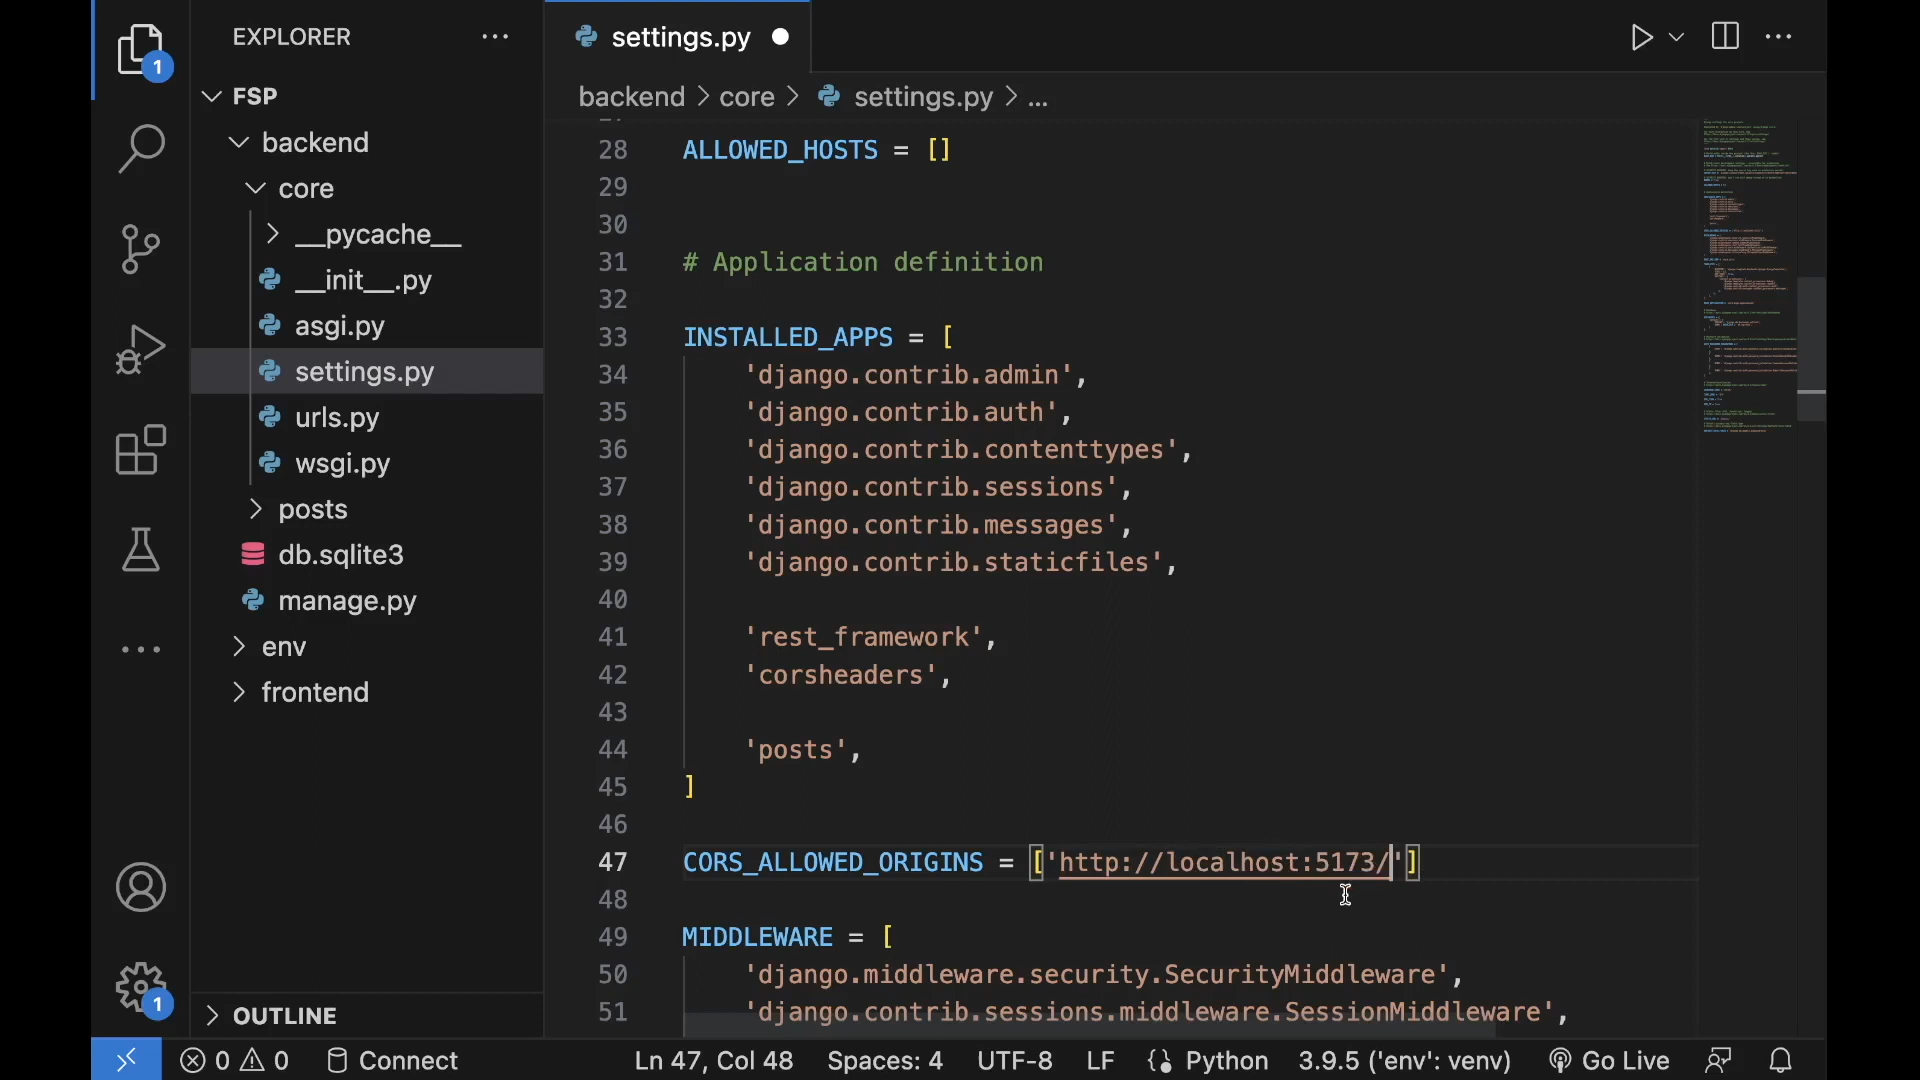 EXPLORER
1
FSP
backend
core
__pycache__
__init__.py
asgi.py
settings.py
urls.py
wsgi.py
posts
db.sqlite3
manage.py
env
frontend
OUTLINE
1
settings.py
backend > core > settings.py > ...
28 ALLOWED_HOSTS = []
29
30
31 # Application definition
32
33 INSTALLED_APPS = [
34 'django.contrib.admin',
35 'django.contrib.auth',
36 'django.contrib.contenttypes',
37 'django.contrib.sessions',
38 'django.contrib.messages',
39 'django.contrib.staticfiles',
40
41 'rest_framework',
42 'corsheaders',
43
44 'posts',
45 ]
46
47 CORS_ALLOWED_ORIGINS = ['http://localhost:5173/']
48
49 MIDDLEWARE = [
50 'django.middleware.security.SecurityMiddleware',
51 'django.contrib.sessions.middleware.SessionMiddleware',
0 0 Connect Ln 47, Col 48 Spaces: 4 UTF-8 LF Python 3.9.5 ('env': venv) Go Live